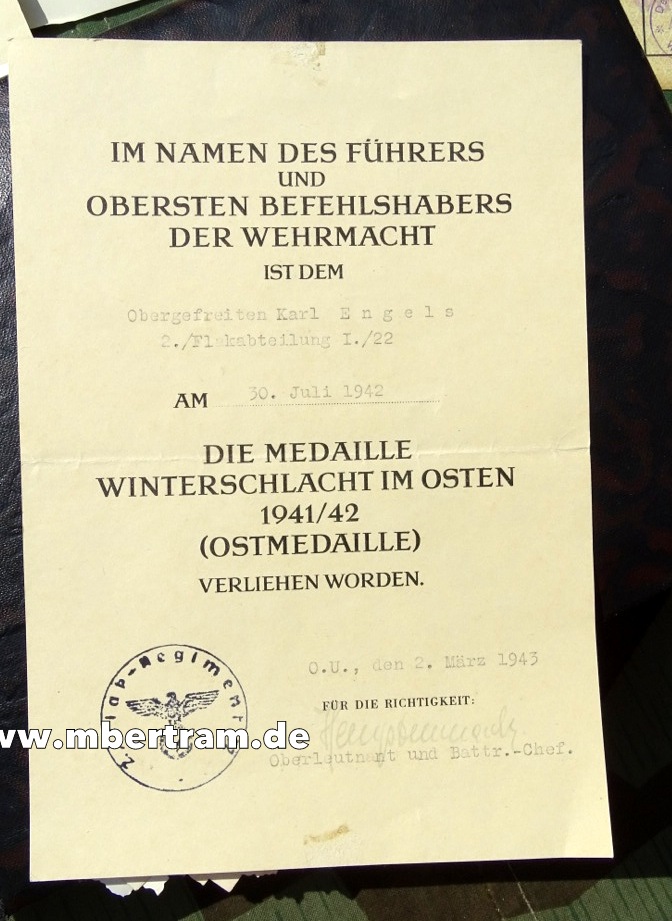 IM NAMEN DES FÜHRERS
UND
OBERSTEN BEFEHLSHABERS
DER WEHRMACHT
IST DEM
Obergefreiten Karl E n g e l s
2./Flakabteilung I./22
AM 30. Juli 1942
DIE MEDAILLE
WINTERSCHLACHT IM OSTEN
1941/42
(OSTMEDAILLE)
VERLIEHEN WORDEN.
O.U., den 2. März 1943
FÜR DIE RICHTIGKEIT:
Oberleutnant und Battr.-Chef.
www.mbertram.de